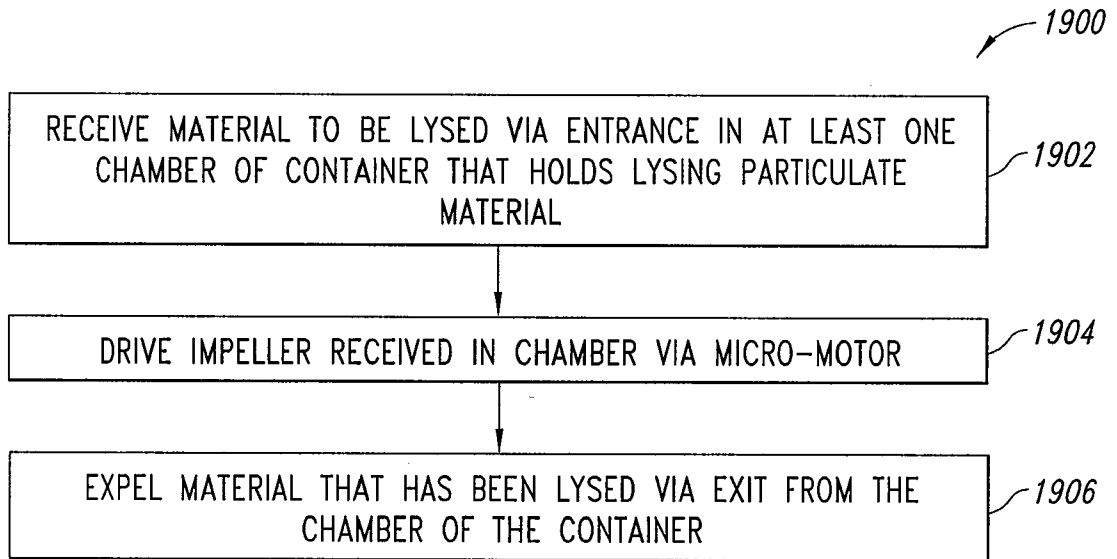 1900
RECEIVE MATERIAL TO BE LYSED VIA ENTRANCE IN AT LEAST ONE
CHAMBER OF CONTAINER THAT HOLDS LYSING PARTICULATE
MATERIAL
1902
DRIVE IMPELLER RECEIVED IN CHAMBER VIA MICRO-MOTOR
1904
EXPEL MATERIAL THAT HAS BEEN LYSED VIA EXIT FROM THE
CHAMBER OF THE CONTAINER
1906